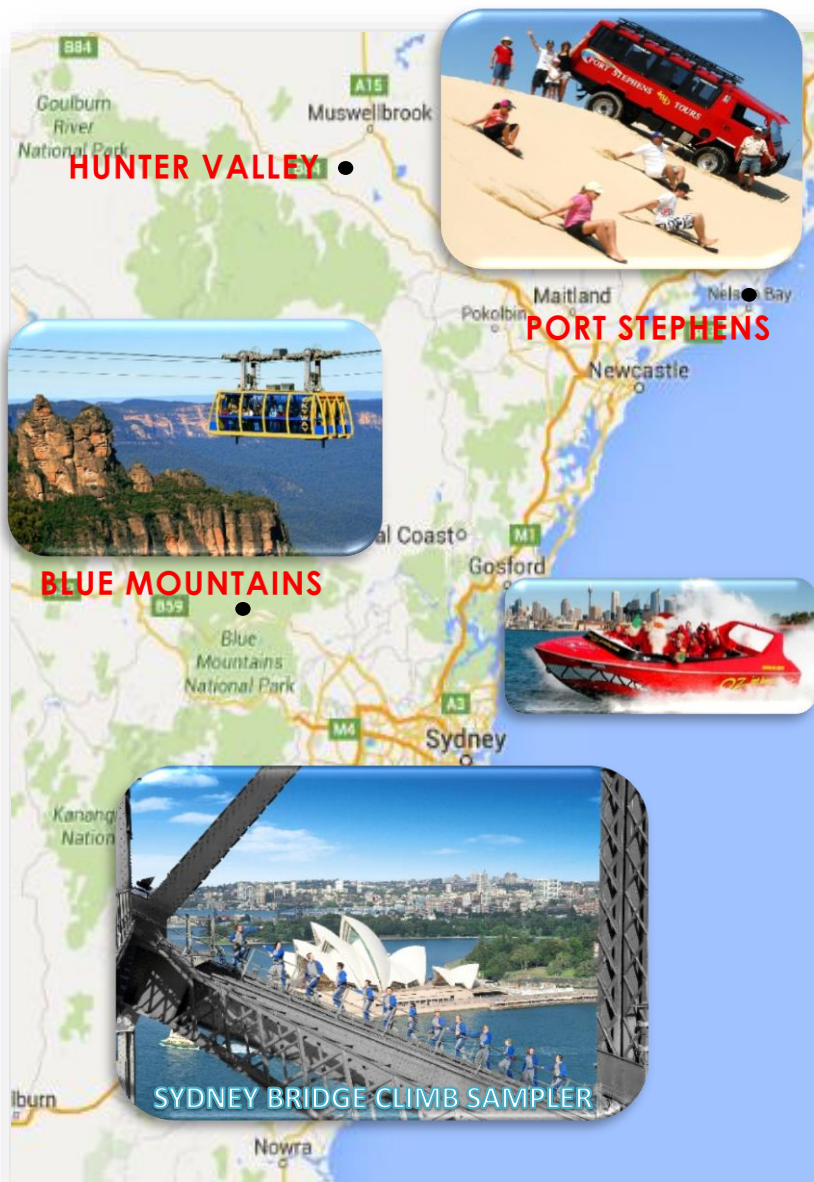 B84
A15
Goulburn
River
National Park
Muswellbrook
HUNTER VALLEY
B84
PORT STEPHENS
TOURS
Maitland
Nelson Bay
Pokolbin
PORT STEPHENS
Newcastle
al Coast
M1
Gosford
BLUE MOUNTAINS
B59
Blue
Mountains
National Park
A3
M4
Sydney
Kanang
Nation
SYDNEY BRIDGE CLIMB SAMPLER
lburn
Nowra